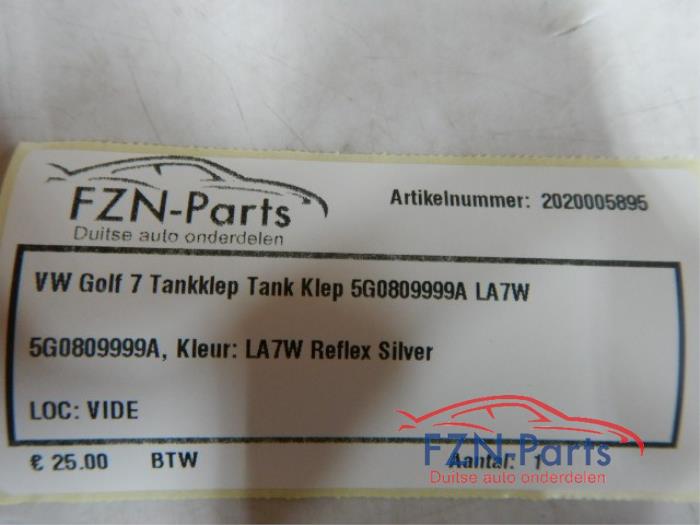 FZN-Parts
Duitse auto onderdelen
Artikelnummer: 2020005895
VW Golf 7 Tankklep Tank Klep 5G0809999A LA7W
5G0809999A, Kleur: LA7W Reflex Silver
LOC: VIDE
€ 25.00 BTW Aantal: 1
FZN-Parts
Duitse auto onderdelen